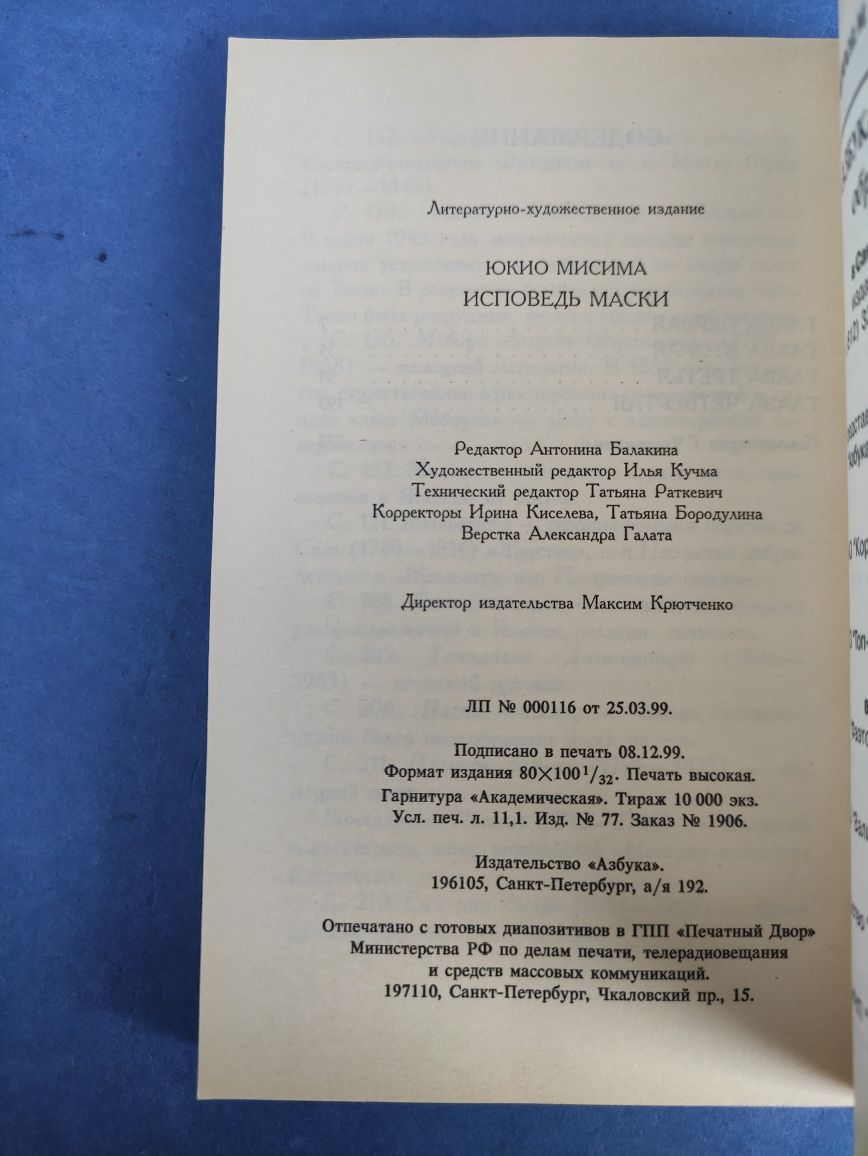 Литературно-художественное издание
ЮКИО МИСИМА
ИСПОВЕДЬ МАСКИ
Редактор Антонина Балакина
Художественный редактор Илья Кучма
Технический редактор Татьяна Раткевич
Корректоры Ирина Киселева, Татьяна Бородулина
Верстка Александра Галата
Директор издательства Максим Крютченко
ЛП № 000116 от 25.03.99.
Подписано в печать 08.12.99.
Формат издания 80×100 1/32. Печать высокая.
Гарнитура «Академическая». Тираж 10 000 экз.
Усл. печ. л. 11,1. Изд. № 77. Заказ № 1906.
Издательство «Азбука».
196105, Санкт-Петербург, а/я 192.
Отпечатано с готовых диапозитивов в ГПП «Печатный Двор»
Министерства РФ по делам печати, телерадиовещания
и средств массовых коммуникаций.
197110, Санкт-Петербург, Чкаловский пр., 15.